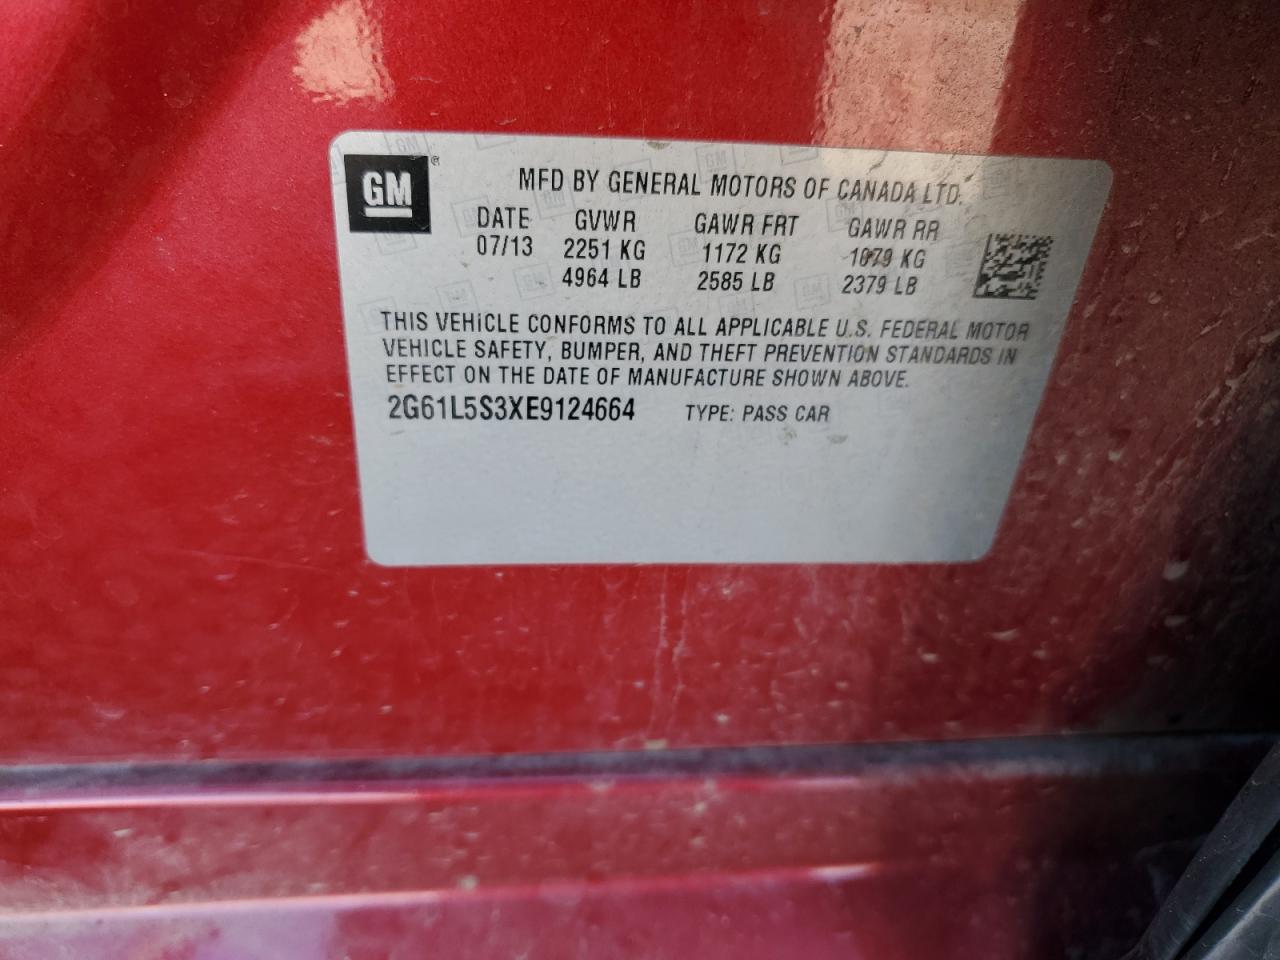 GM
MFD BY GENERAL MOTORS OF CANADA LTD.
DATE GVWR GAWR FRT GAWR RR
07/13 2251 KG 1172 KG 1079 KG
4964 LB 2585 LB 2379 LB
THIS VEHICLE CONFORMS TO ALL APPLICABLE U.S. FEDERAL MOTOR
VEHICLE SAFETY, BUMPER, AND THEFT PREVENTION STANDARDS IN
EFFECT ON THE DATE OF MANUFACTURE SHOWN ABOVE.
2G61L5S3XE9124664 TYPE: PASS CAR